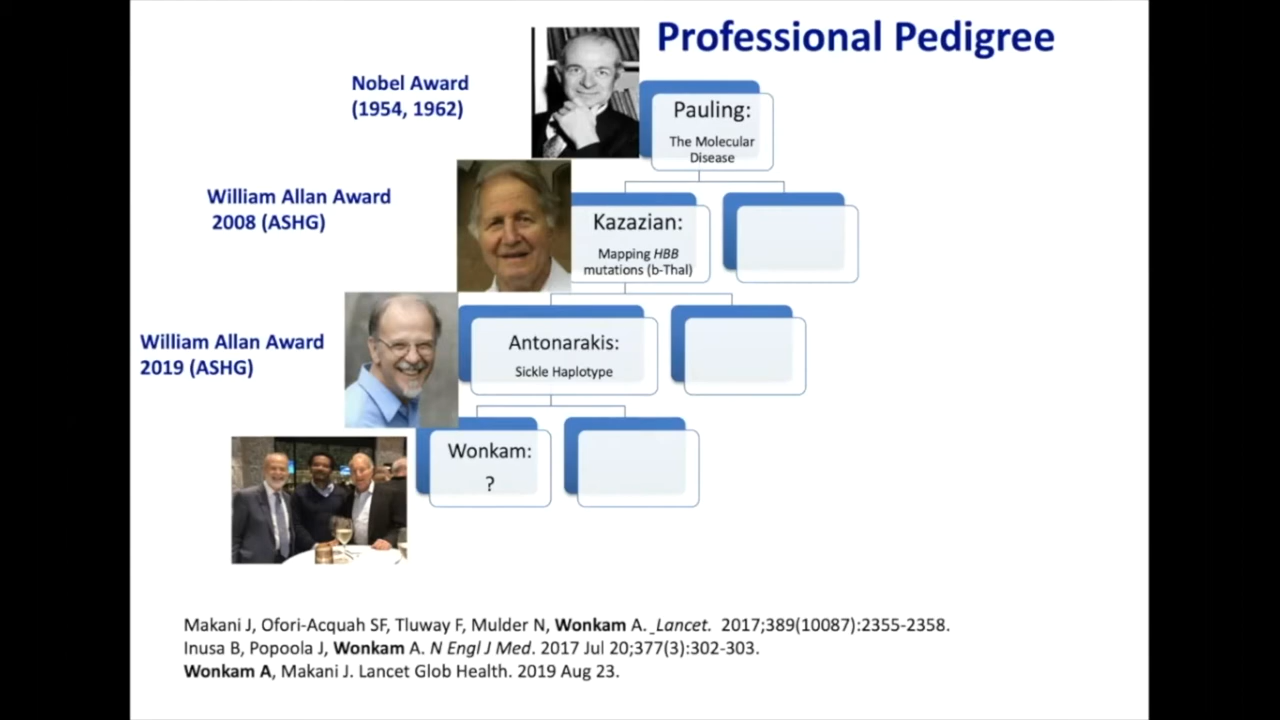 Professional Pedigree
Nobel Award
(1954, 1962)
Pauling:
The Molecular
Disease
William Allan Award
2008 (ASHG)
Kazazian:
Mapping HBB
mutations (b-Thal)
William Allan Award
2019 (ASHG)
Antonarakis:
Sickle Haplotype
Wonkam:
?
Makani J, Ofori-Acquah SF, Tluway F, Mulder N, Wonkam A. Lancet. 2017;389(10087):2355-2358.
Inusa B, Popoola J, Wonkam A. N Engl J Med. 2017 Jul 20;377(3):302-303.
Wonkam A, Makani J. Lancet Glob Health. 2019 Aug 23.